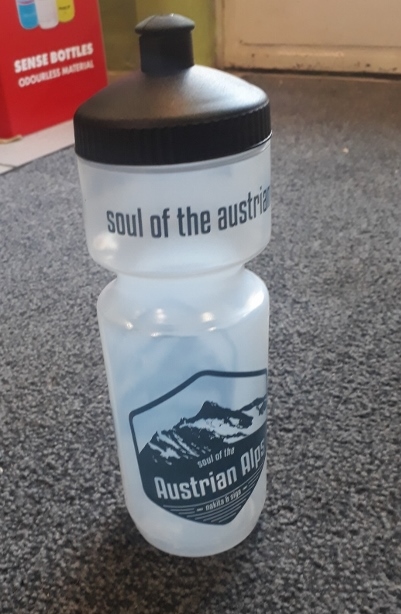 SENSE BOTTLES
ODOURLESS MATERIAL
soul of the austrian
soul of the
Austrian Alps